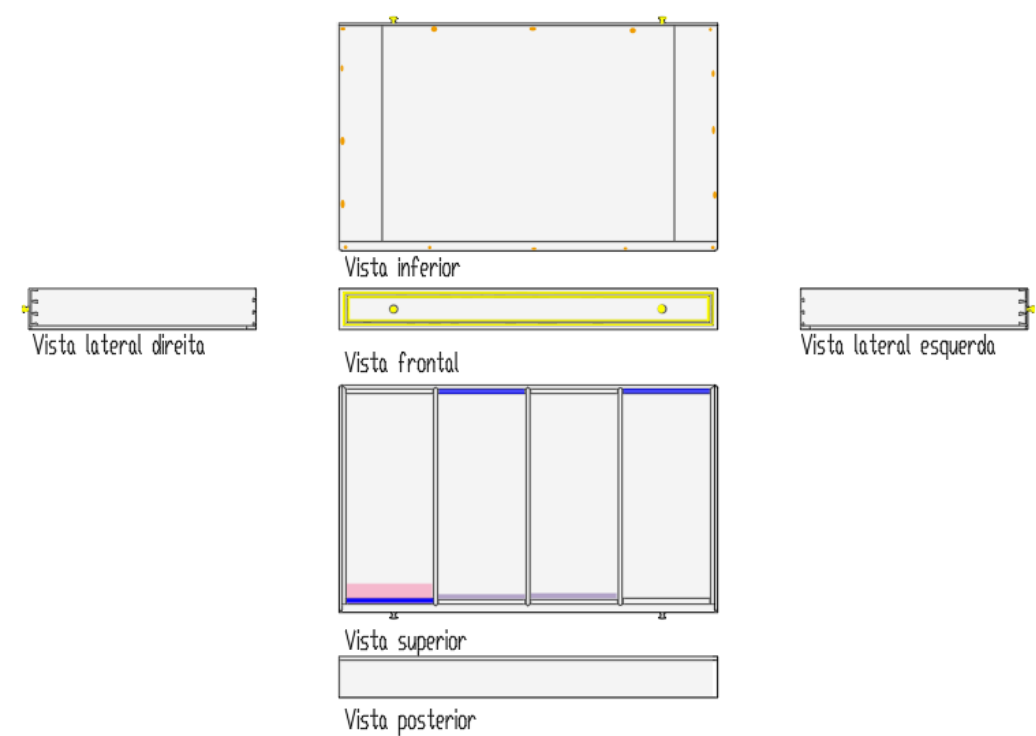 Vista inferior
Vista lateral direita
Vista frontal
Vista lateral esquerda
Vista superior
Vista posterior